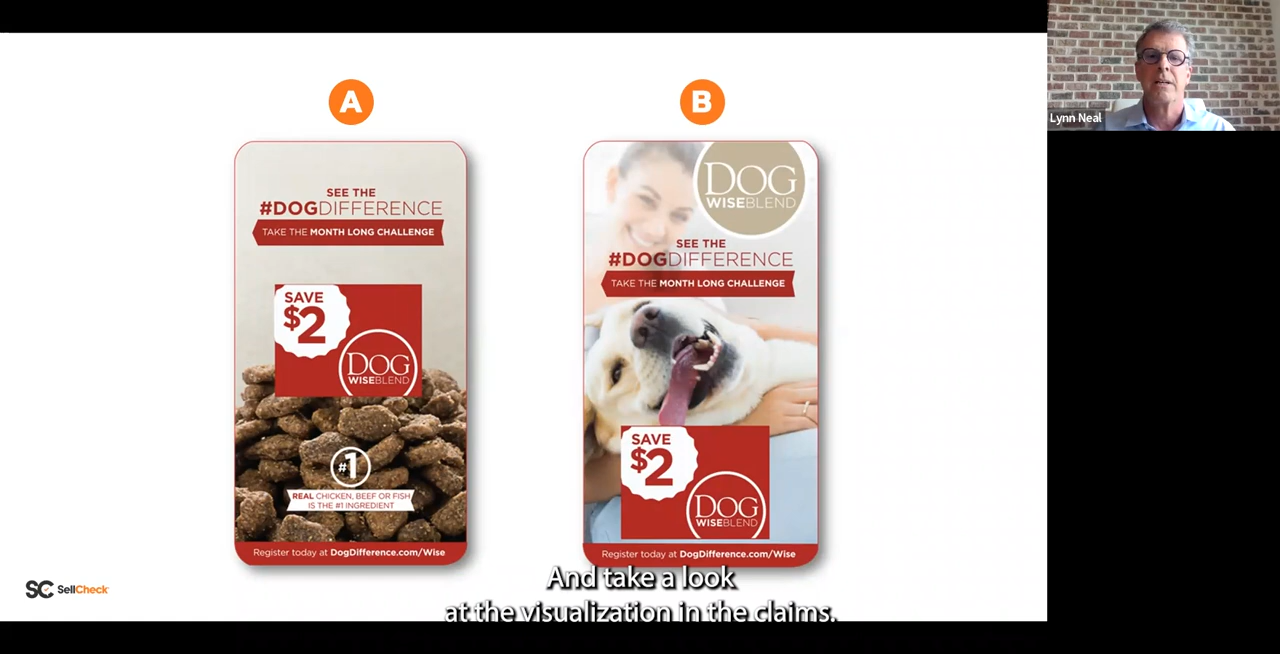 A
B
SEE THE
#DOGDIFFERENCE
TAKE THE MONTH LONG CHALLENGE
SAVE
$2
DOG
WISEBLEND
#1
REAL CHICKEN, BEEF OR FISH
IS THE #1 INGREDIENT
Register today at DogDifference.com/Wise
DOG
WISEBLEND
SEE THE
#DOGDIFFERENCE
TAKE THE MONTH LONG CHALLENGE
SAVE
$2
DOG
WISEBLEND
Register today at DogDifference.com/Wise
Lynn Neal
SC SellCheck
And take a look
at the visualization in the claims.